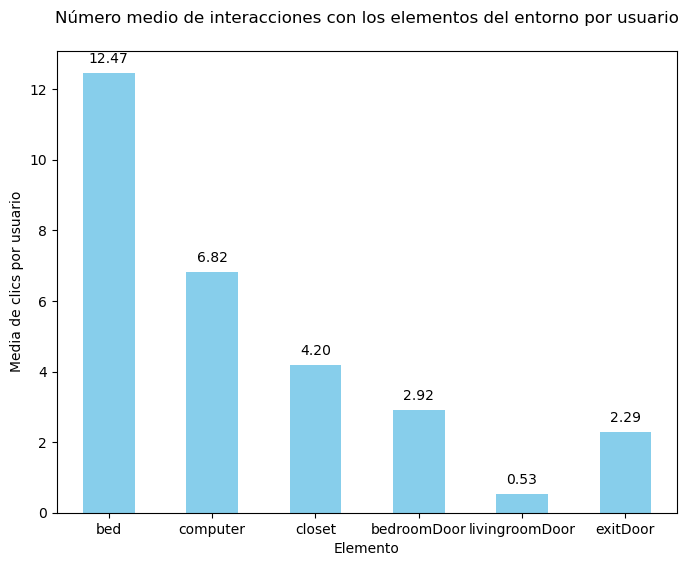 Número medio de interacciones con los elementos del entorno por usuario
Media de clics por usuario
12
10
8
6
4
2
0
12.47
6.82
4.20
2.92
0.53
2.29
bed
computer
closet
bedroomDoor
livingroomDoor
exitDoor
Elemento